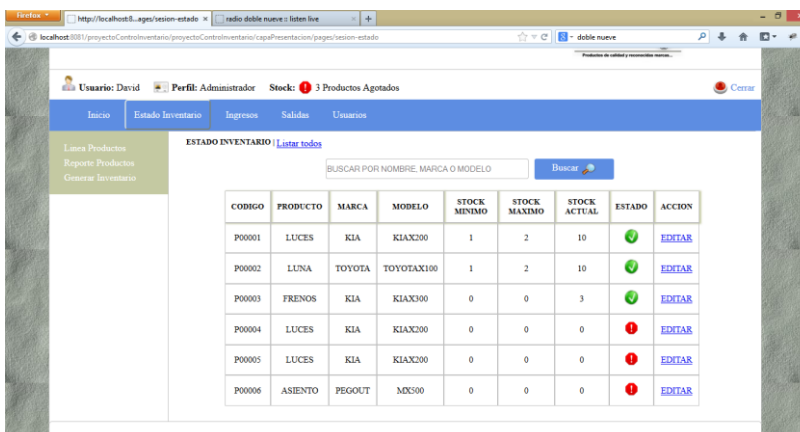 Firefox
http://localhost:8...ages/sesion-estado × radio doble nueve :: listen live × +
localhost:8081/proyectoControlInventario/proyectoControlInventario/capaPresentacion/pages/sesion-estado doble nueve
Productos de calidad y reconocidas marcas...
Usuario: David Perfil: Administrador Stock: 3 Productos Agotados Cerrar
Inicio Estado Inventario Ingresos Salidas Usuarios
Linea Productos
Reporte Productos
Generar Inventario
ESTADO INVENTARIO | Listar todos
BUSCAR POR NOMBRE, MARCA O MODELO Buscar
CODIGO PRODUCTO MARCA MODELO STOCK MINIMO STOCK MAXIMO STOCK ACTUAL ESTADO ACCION
P00001 LUCES KIA KIAX200 1 2 10 EDITAR
P00002 LUNA TOYOTA TOYOTAX100 1 2 10 EDITAR
P00003 FRENOS KIA KIAX300 0 0 3 EDITAR
P00004 LUCES KIA KIAX200 0 0 0 EDITAR
P00005 LUCES KIA KIAX200 0 0 0 EDITAR
P00006 ASIENTO PEGOUT MX500 0 0 0 EDITAR